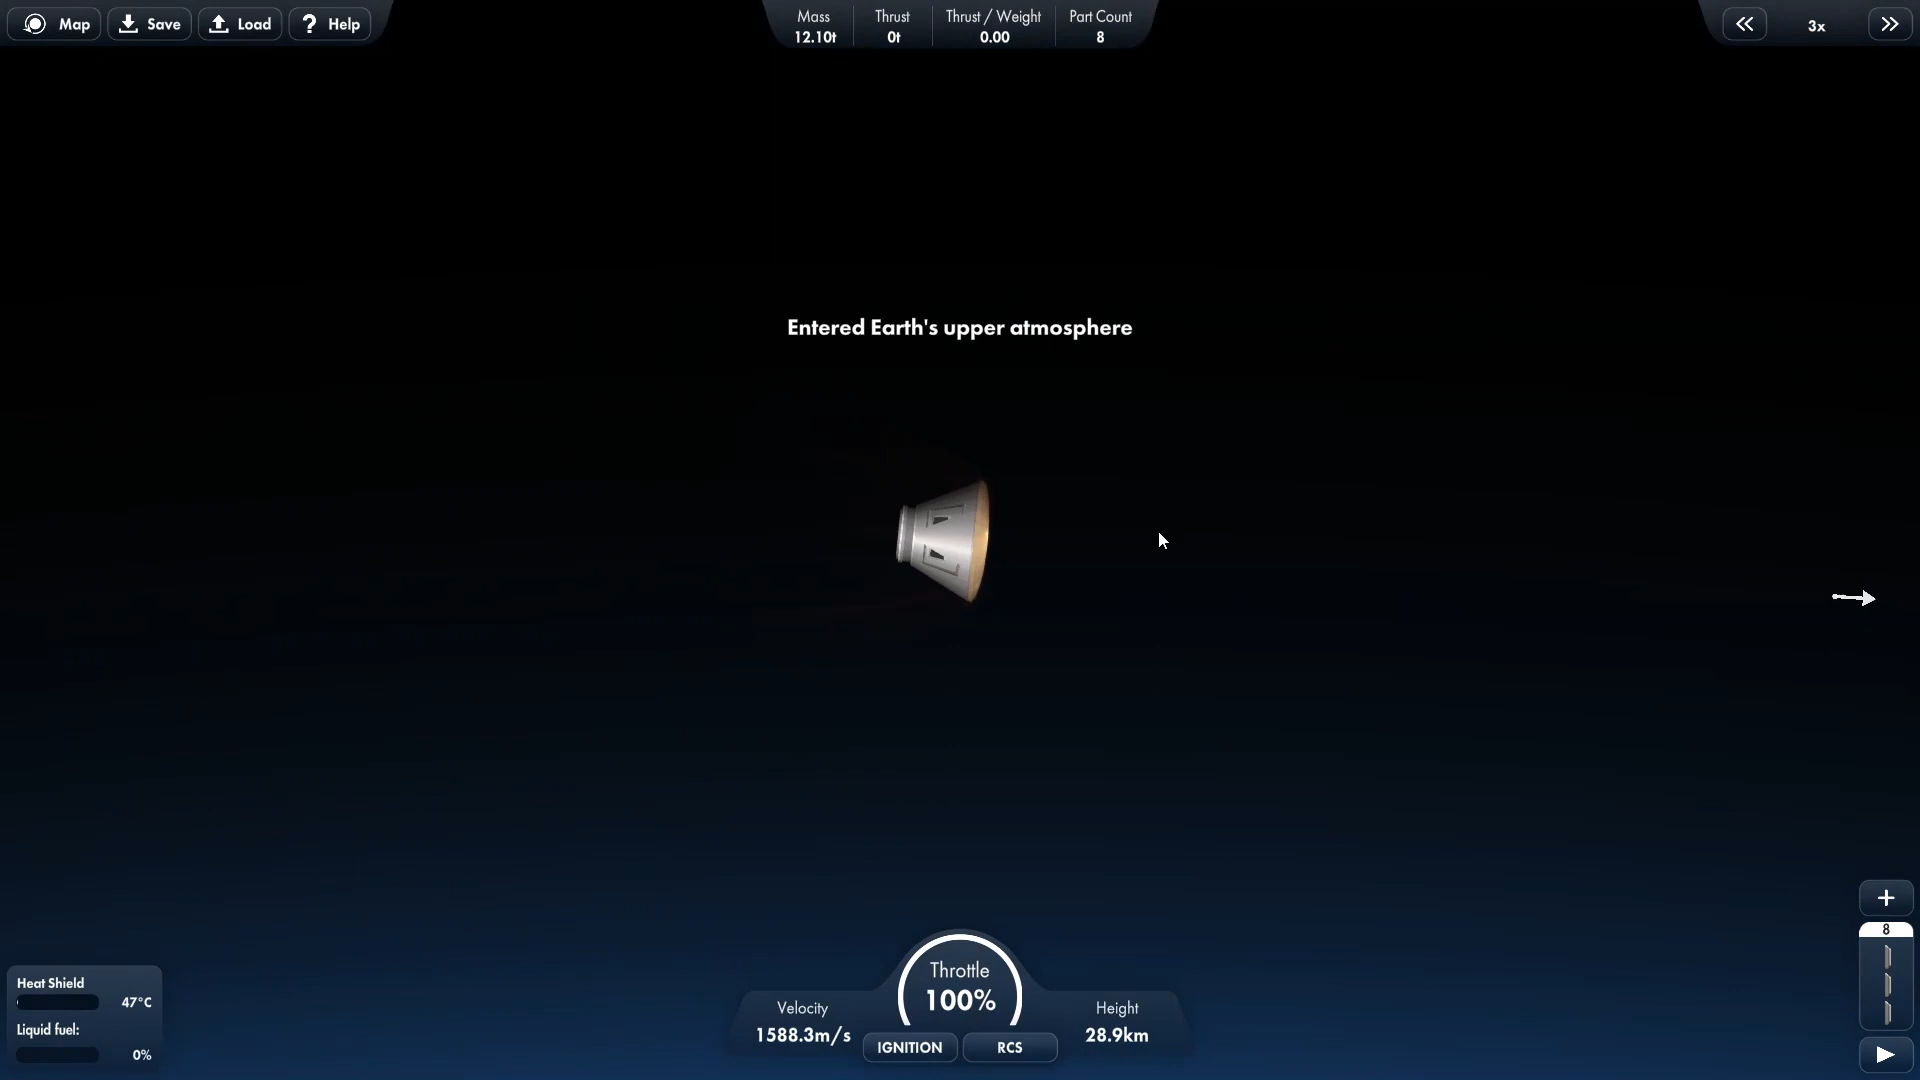 Map
Save
Load
? Help
Mass
12.10t
Thrust
0t
Thrust / Weight
0.00
Part Count
8
3x
Entered Earth's upper atmosphere
8
Heat Shield
47°C
Liquid fuel:
0%
Throttle
100%
Velocity
1588.3m/s
Height
28.9km
IGNITION
RCS